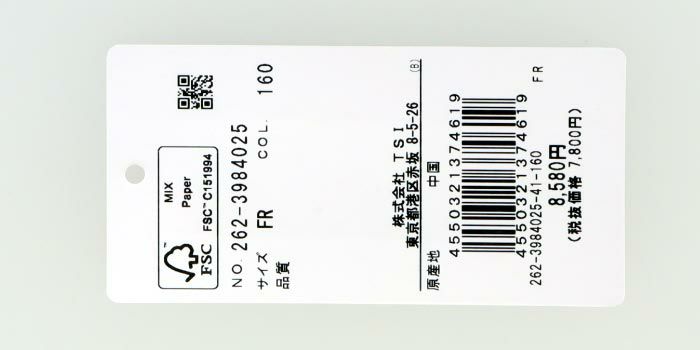 MIX
Paper
FSC™ C151994
FSC
NO. 262-3984025
サイズ FR COL. 160
品質
(B)
株式会社 TSI
東京都港区赤坂 8-5-26
原産地 中国
4550321374619
4550321374619
262-3984025-41-160 FR
8,580円
(税抜価格 7,800円)